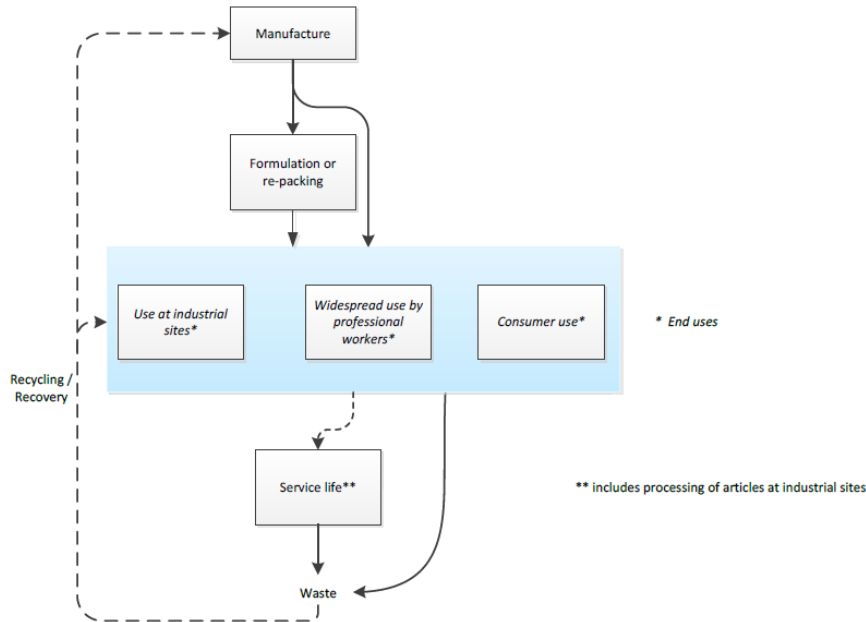 Manufacture
Formulation or
re-packing
Use at industrial
sites*
Widespread use by
professional
workers*
Consumer use*
* End uses
Recycling /
Recovery
Service life**
** includes processing of articles at industrial sites
Waste